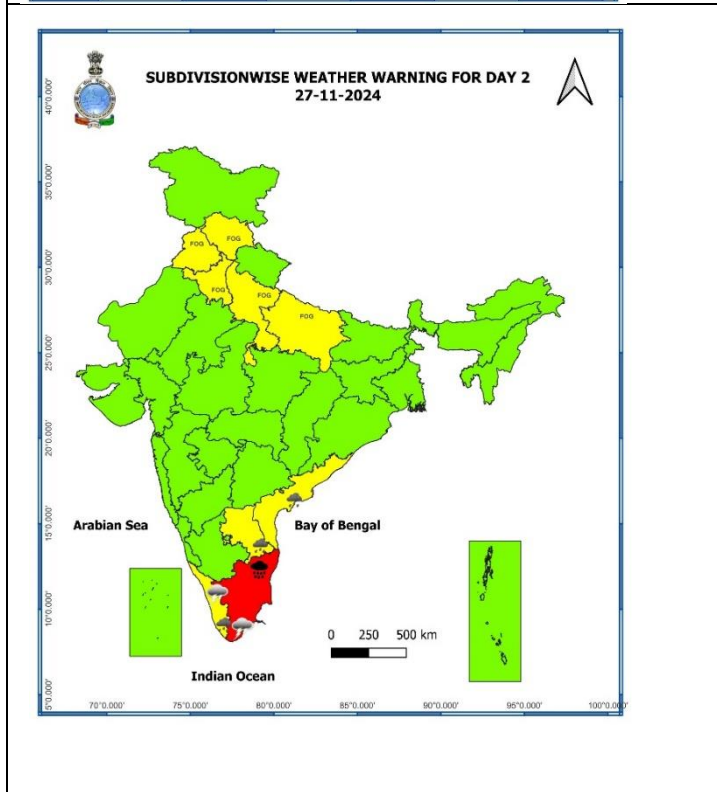 SUBDIVISIONWISE WEATHER WARNING FOR DAY 2
27-11-2024
40°0.000'
35°0.000'
30°0.000'
25°0.000'
20°0.000'
15°0.000'
10°0.000'
5°0.000'
FOG
FOG
FOG
FOG
FOG
Arabian Sea
Bay of Bengal
0 250 500 km
Indian Ocean
70°0.000' 75°0.000' 80°0.000' 85°0.000' 90°0.000' 95°0.000' 100°0.000'